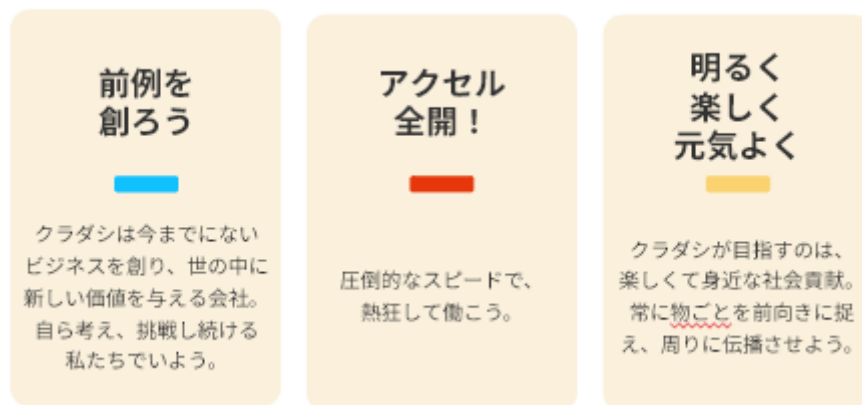 前例を
創ろう
クラダシは今までにない
ビジネスを創り、世の中に
新しい価値を与える会社。
自ら考え、挑戦し続ける
私たちでいよう。
アクセル
全開！
圧倒的なスピードで、
熱狂して働こう。
明るく
楽しく
元気よく
クラダシが目指すのは、
楽しくて身近な社会貢献。
常に物ごとを前向きに捉
え、周りに伝播させよう。